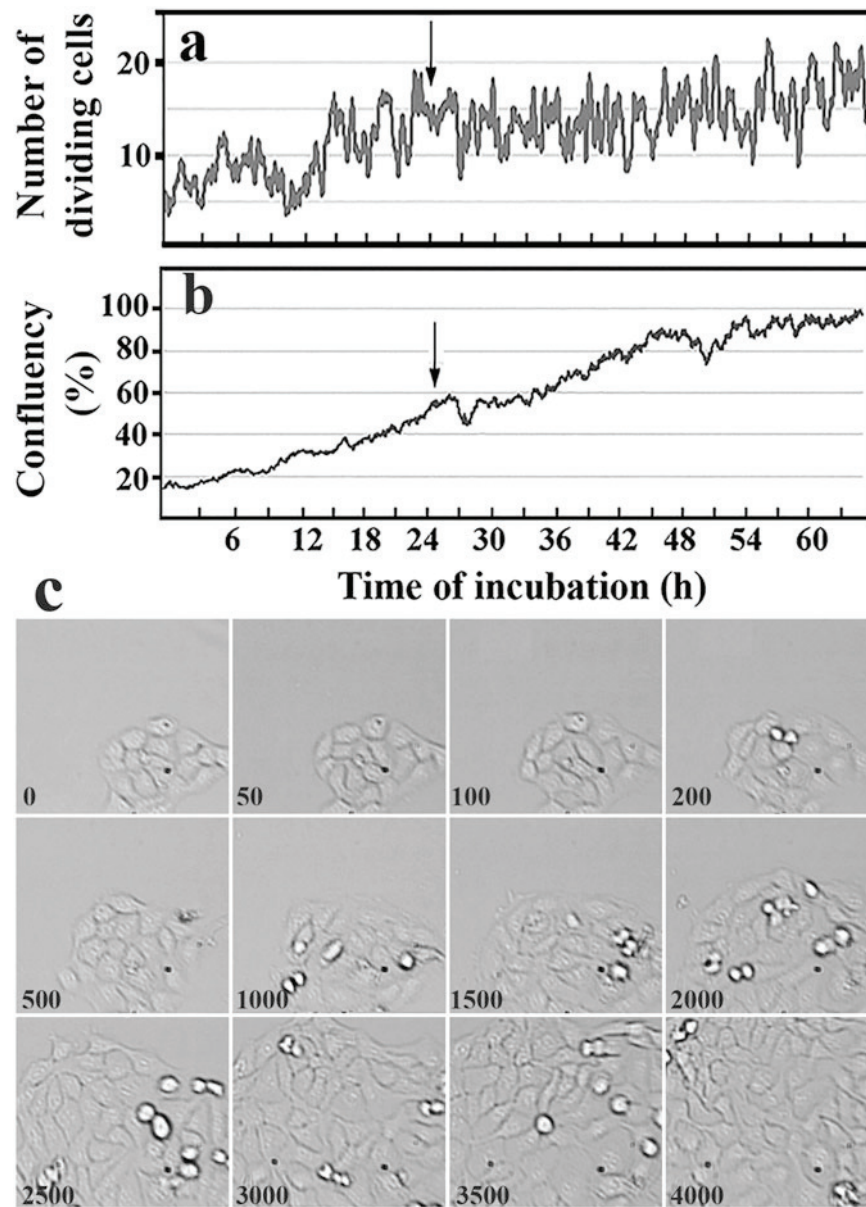 a
Number of
dividing cells
20
10
b
Confluency
(%)
100
80
60
40
20
6 12 18 24 30 36 42 48 54 60
Time of incubation (h)
c
0 50 100 200
500 1000 1500 2000
2500 3000 3500 4000